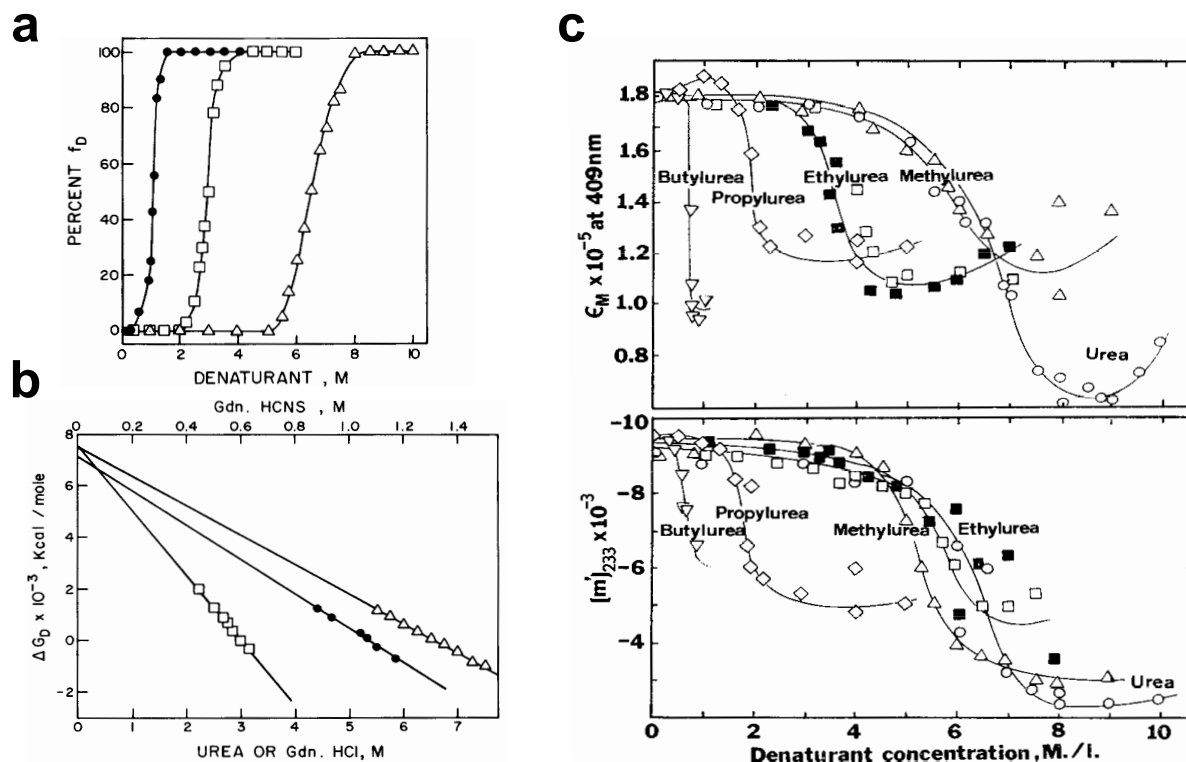 a
PERCENT fD
100
80
60
40
20
0
0 2 4 6 8 10
DENATURANT , M
b
Gdn. HCNS , M
0 0.2 0.4 0.6 0.8 1.0 1.2 1.4
ΔGD x 10⁻³ , Kcal / mole
8
6
4
2
0
-2
0 1 2 3 4 5 6 7
UREA OR Gdn. HCl, M
c
ЄM x 10⁻⁵ at 409nm
1.8
1.6
1.4
1.2
1.0
0.8
Butylurea
Propylurea
Ethylurea
Methylurea
Urea
[m']233 x10⁻³
-10
-8
-6
-4
Butylurea
Propylurea
Methylurea
Ethylurea
Urea
0 2 4 6 8 10
Denaturant concentration,M./l.